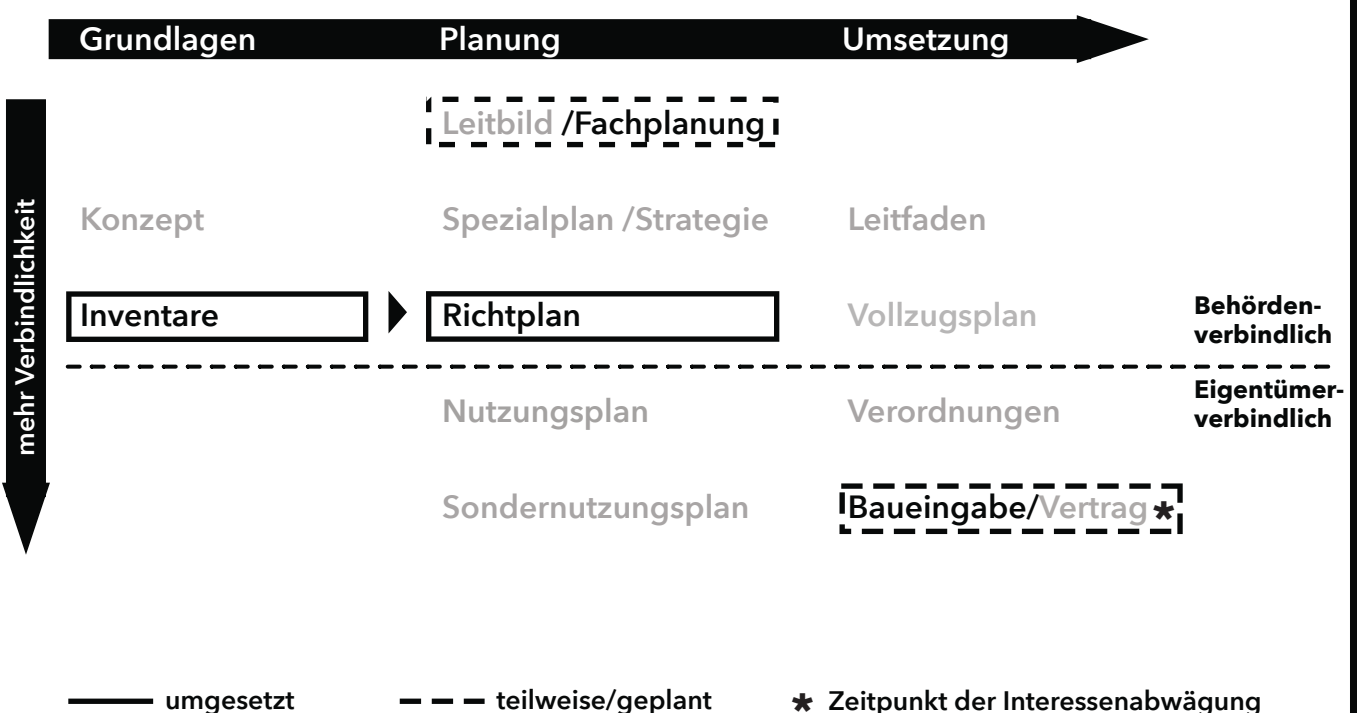 Grundlagen Planung Umsetzung
Leitbild /Fachplanung
mehr Verbindlichkeit
Konzept Spezialplan /Strategie Leitfaden
Inventare Richtplan Vollzugsplan
Behörden-
verbindlich
Eigentümer-
verbindlich
Nutzungsplan Verordnungen
Sondernutzungsplan Baueingabe/Vertrag *
umgesetzt teilweise/geplant * Zeitpunkt der Interessenabwägung